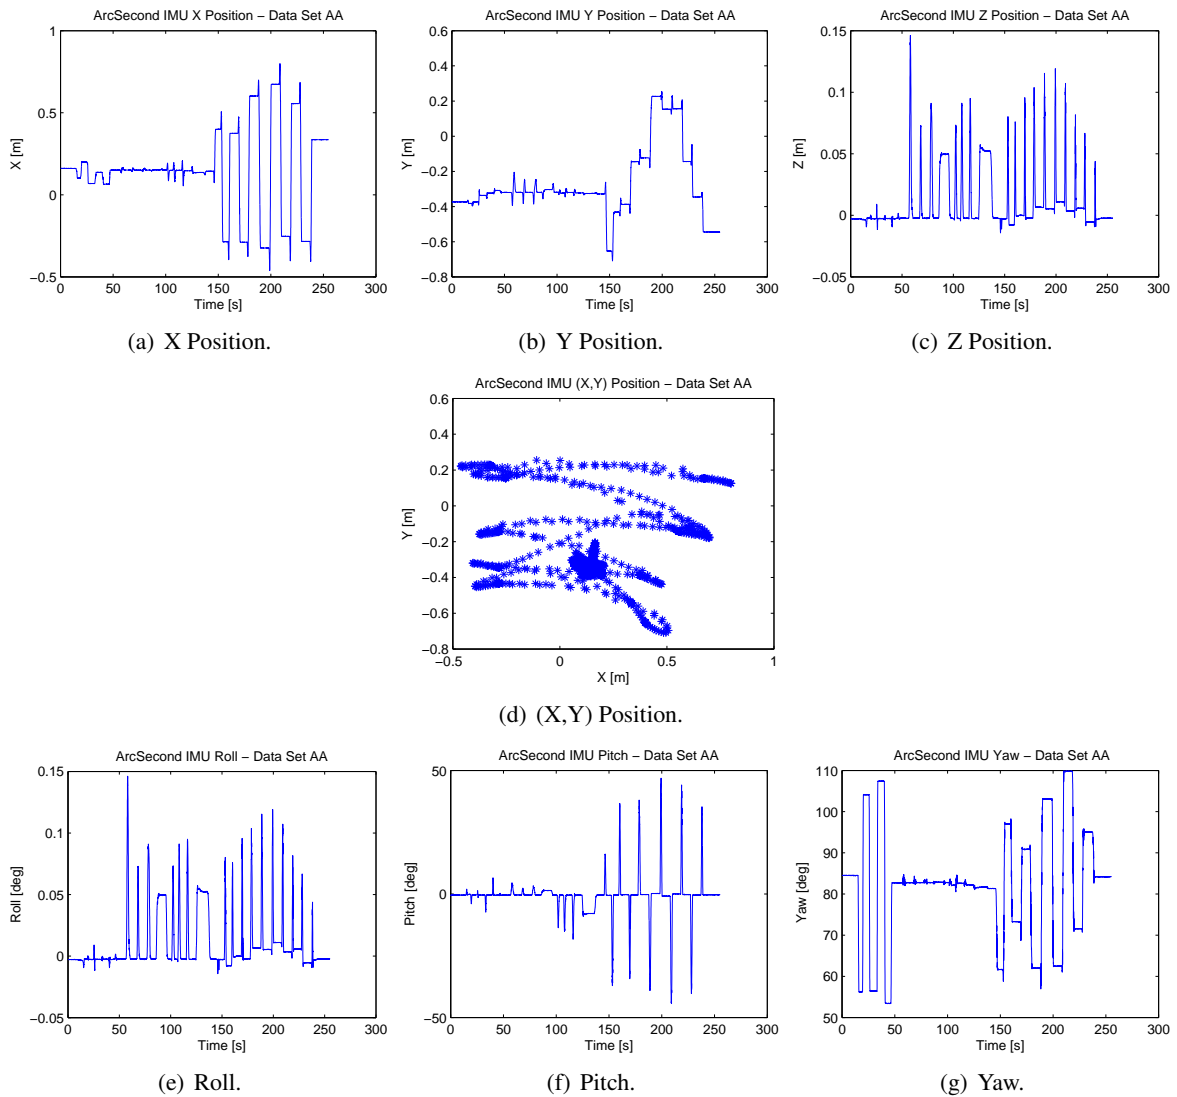 ArcSecond IMU X Position – Data Set AA
1
0.5
0
−0.5
X [m]
0 50 100 150 200 250 300
Time [s]
(a) X Position.
ArcSecond IMU Y Position – Data Set AA
0.6
0.4
0.2
0
−0.2
−0.4
−0.6
−0.8
Y [m]
0 50 100 150 200 250 300
Time [s]
(b) Y Position.
ArcSecond IMU Z Position – Data Set AA
0.15
0.1
0.05
0
−0.05
Z [m]
0 50 100 150 200 250 300
Time [s]
(c) Z Position.
ArcSecond IMU (X,Y) Position – Data Set AA
0.6
0.4
0.2
0
−0.2
−0.4
−0.6
−0.8
Y [m]
−0.5 0 0.5 1
X [m]
(d) (X,Y) Position.
ArcSecond IMU Roll – Data Set AA
0.15
0.1
0.05
0
−0.05
Roll [deg]
0 50 100 150 200 250 300
Time [s]
(e) Roll.
ArcSecond IMU Pitch – Data Set AA
50
0
−50
Pitch [deg]
0 50 100 150 200 250 300
Time [s]
(f) Pitch.
ArcSecond IMU Yaw – Data Set AA
110
100
90
80
70
60
50
Yaw [deg]
0 50 100 150 200 250 300
Time [s]
(g) Yaw.